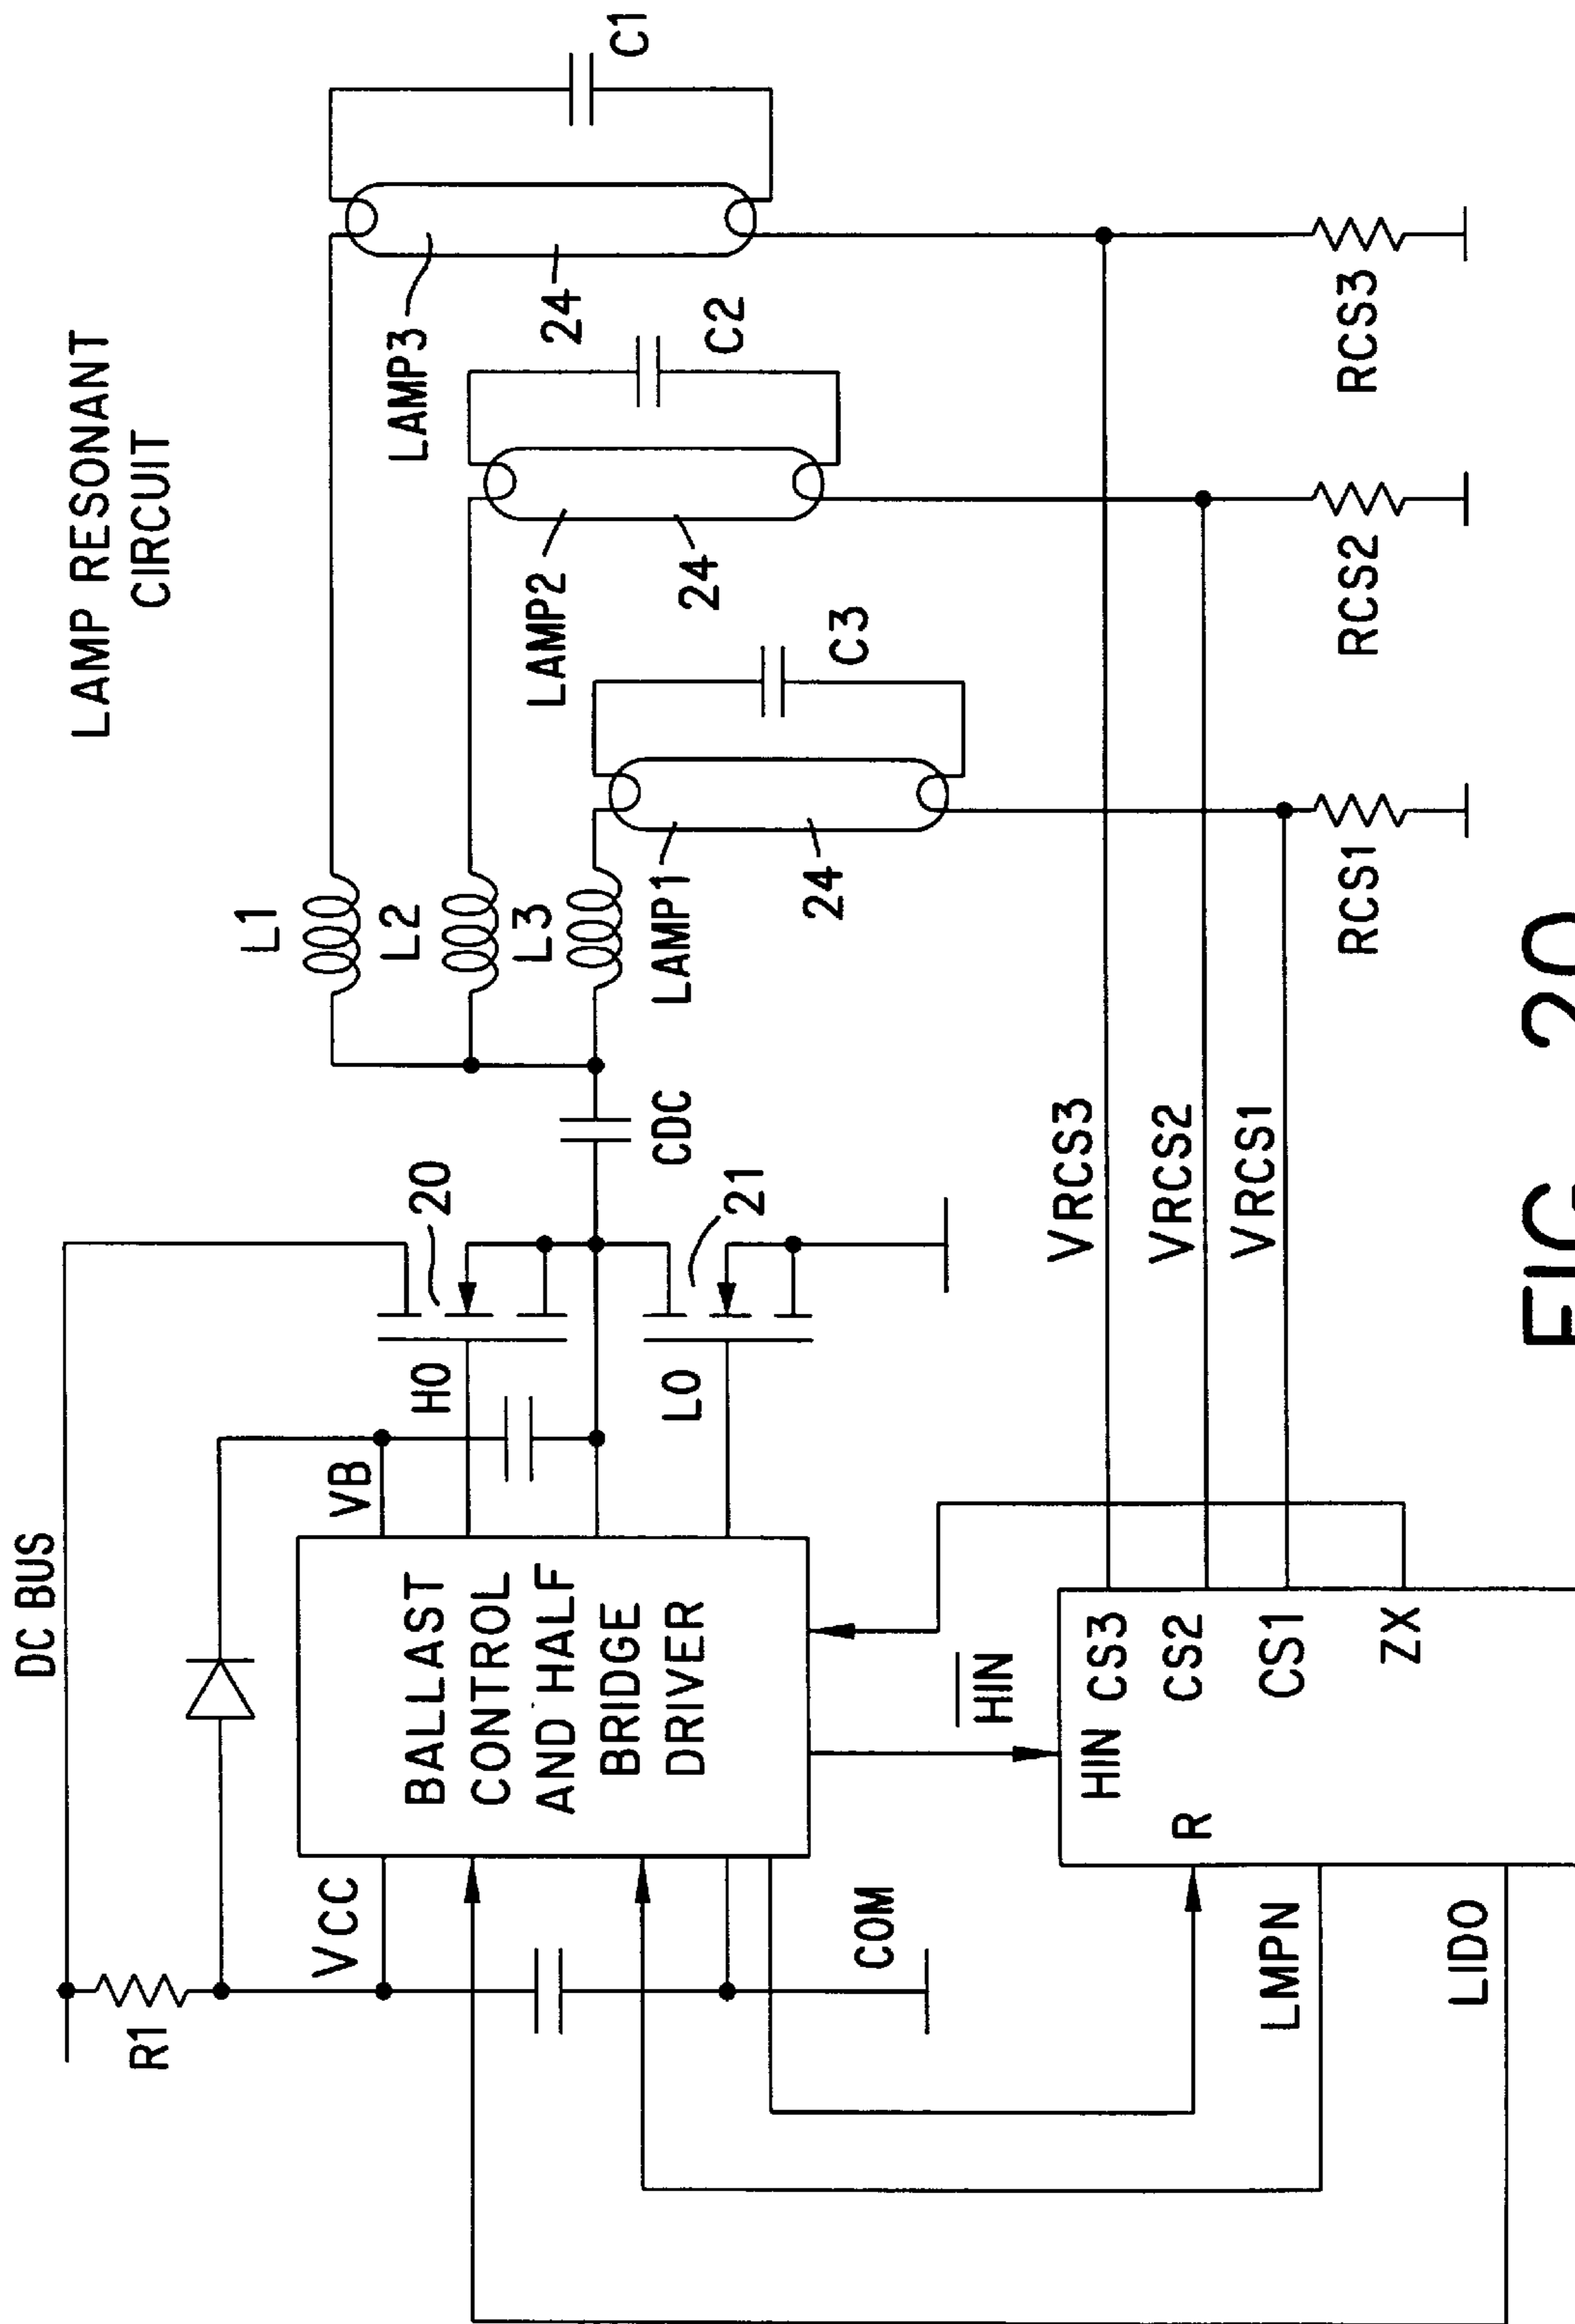 LAMP RESONANT
CIRCUIT
DC BUS
R1
VCC
VB
HO
20
LO
21
CDC
L1
L2
L3
LAMP3
24
C1
LAMP2
24
C2
LAMP1
24
C3
BALLAST
CONTROL
AND HALF
BRIDGE
DRIVER
COM
HIN
VRCS3
VRCS2
VRCS1
RCS1
RCS2
RCS3
HIN CS3
R
CS2
CS1
ZX
LMPN
LIDO